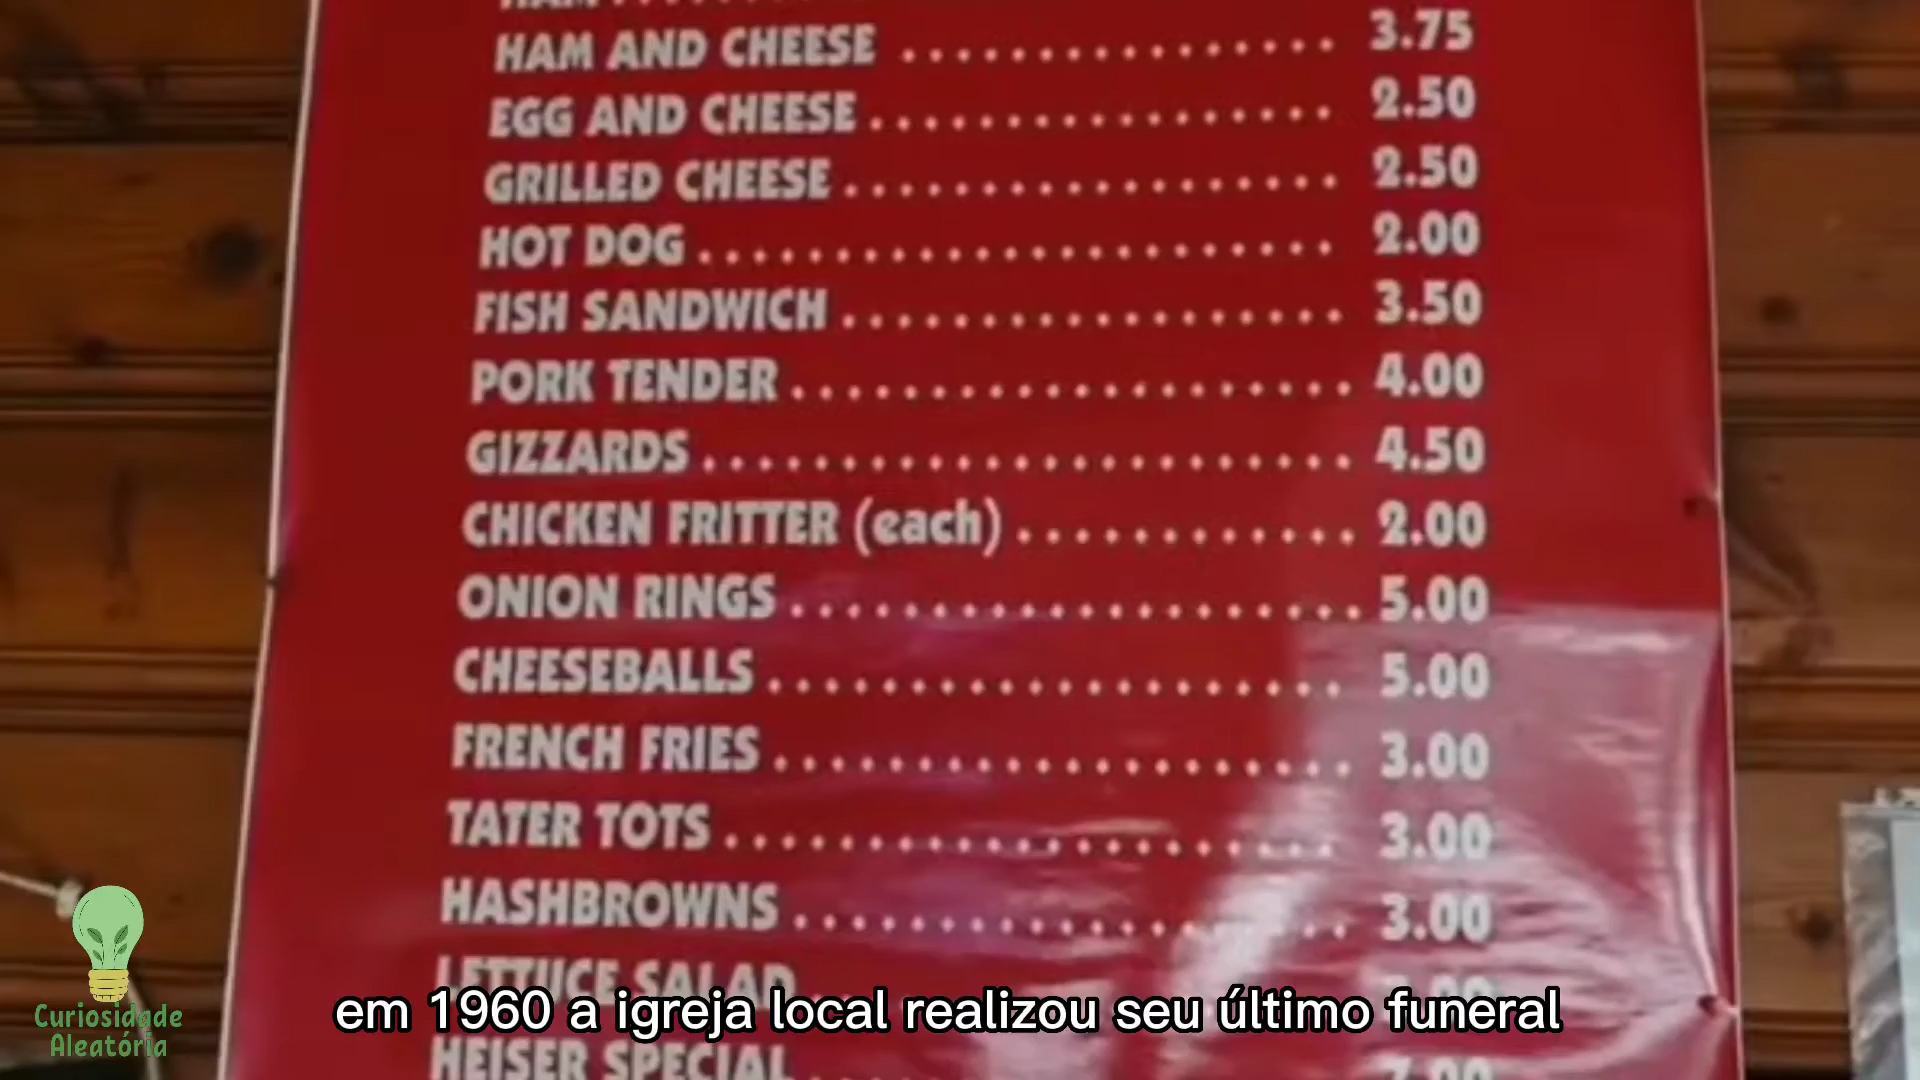 HAM
HAM AND CHEESE .................. 3.75
EGG AND CHEESE .................. 2.50
GRILLED CHEESE .................. 2.50
HOT DOG ....................... 2.00
FISH SANDWICH .................. 3.50
PORK TENDER .................... 4.00
GIZZARDS ....................... 4.50
CHICKEN FRITTER (each) ............ 2.00
ONION RINGS .................... 5.00
CHEESEBALLS .................... 5.00
FRENCH FRIES .................... 3.00
TATER TOTS ..................... 3.00
HASHBROWNS .................... 3.00
LETTUCE SALAD
em 1960 a igreja local realizou seu último funeral
HEISER SPECIAL
Curiosidade
Aleatória